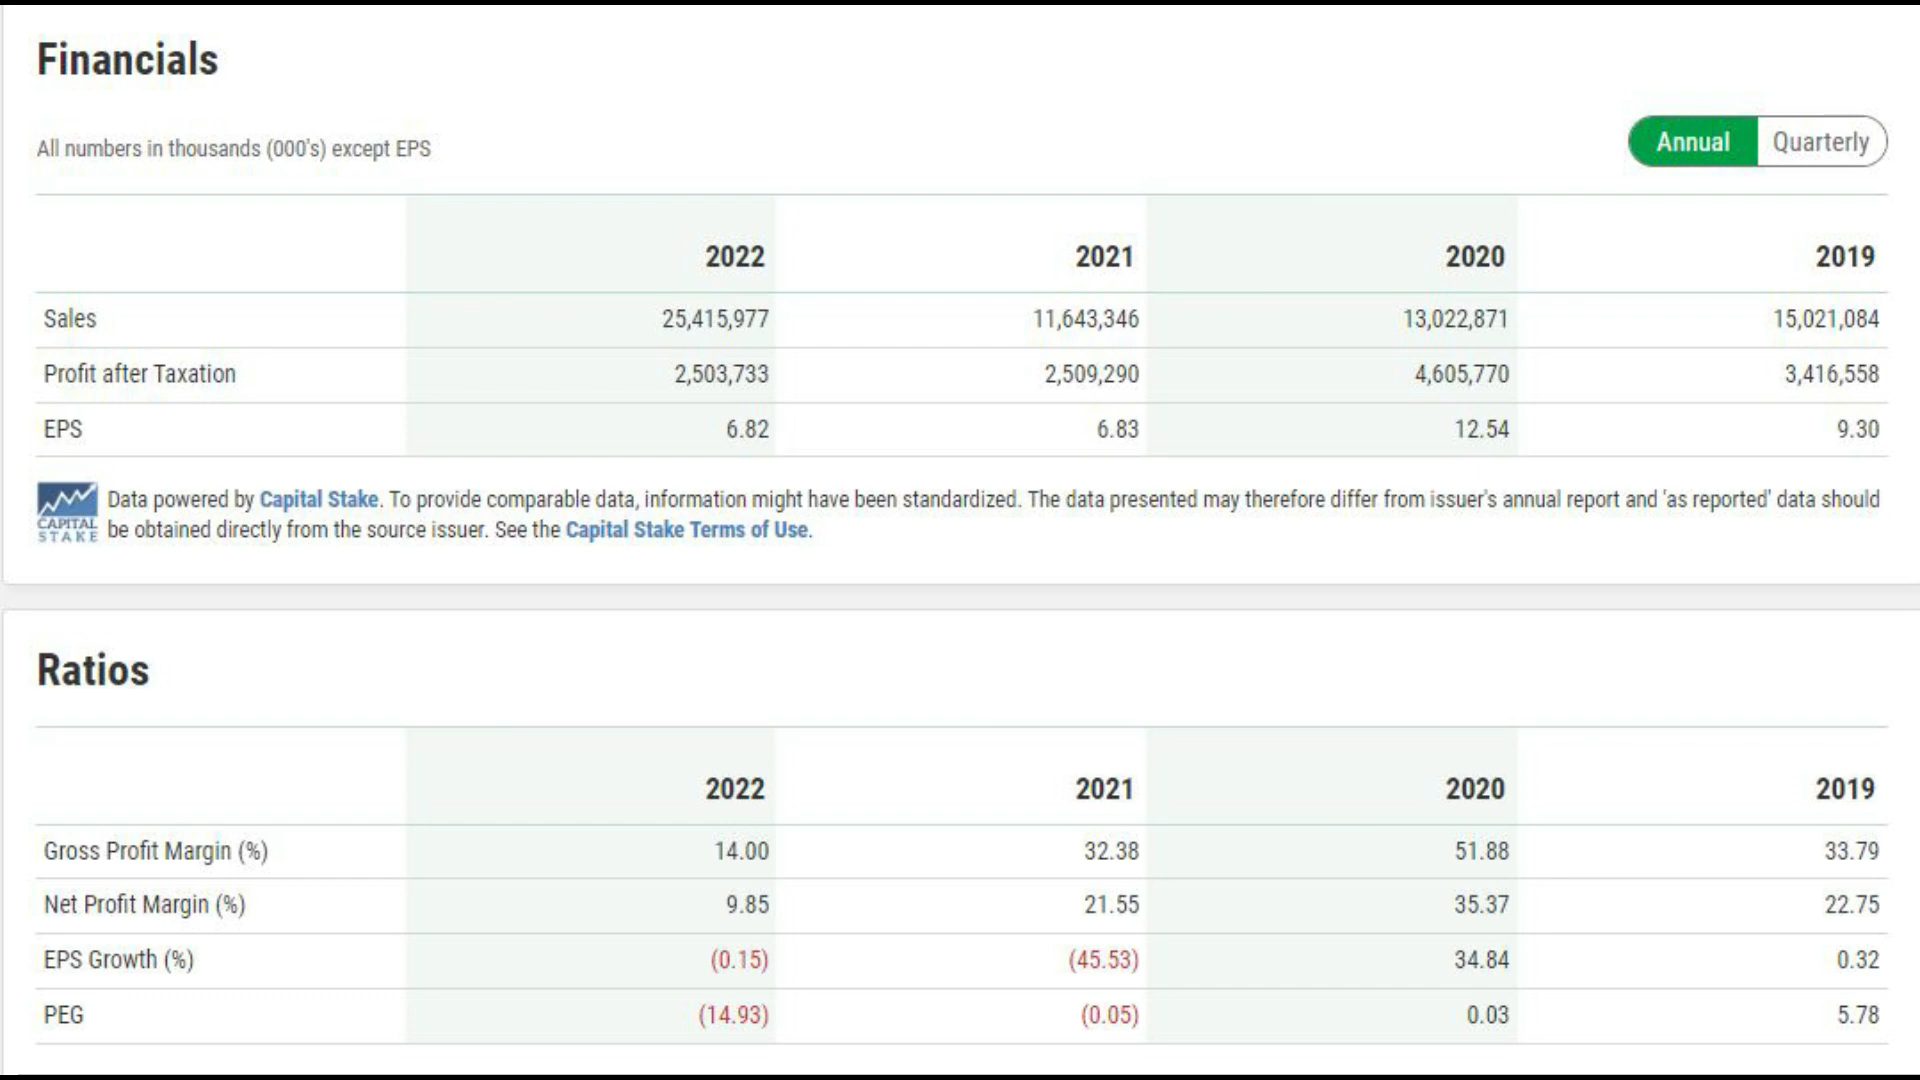 Financials
All numbers in thousands (000's) except EPS
Annual Quarterly
2022 2021 2020 2019
Sales 25,415,977 11,643,346 13,022,871 15,021,084
Profit after Taxation 2,503,733 2,509,290 4,605,770 3,416,558
EPS 6.82 6.83 12.54 9.30
CAPITAL
STAKE
Data powered by Capital Stake. To provide comparable data, information might have been standardized. The data presented may therefore differ from issuer's annual report and 'as reported' data should
be obtained directly from the source issuer. See the Capital Stake Terms of Use.
Ratios
2022 2021 2020 2019
Gross Profit Margin (%) 14.00 32.38 51.88 33.79
Net Profit Margin (%) 9.85 21.55 35.37 22.75
EPS Growth (%) (0.15) (45.53) 34.84 0.32
PEG (14.93) (0.05) 0.03 5.78